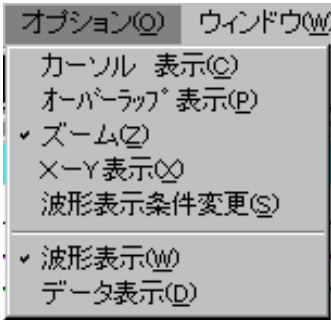 オプション(O) ウィンドウ(W
カーソル 表示(C)
オーバーラップ 表示(P)
ズーム(Z)
X-Y表示(X)
波形表示条件変更(S)
波形表示(W)
データ表示(D)